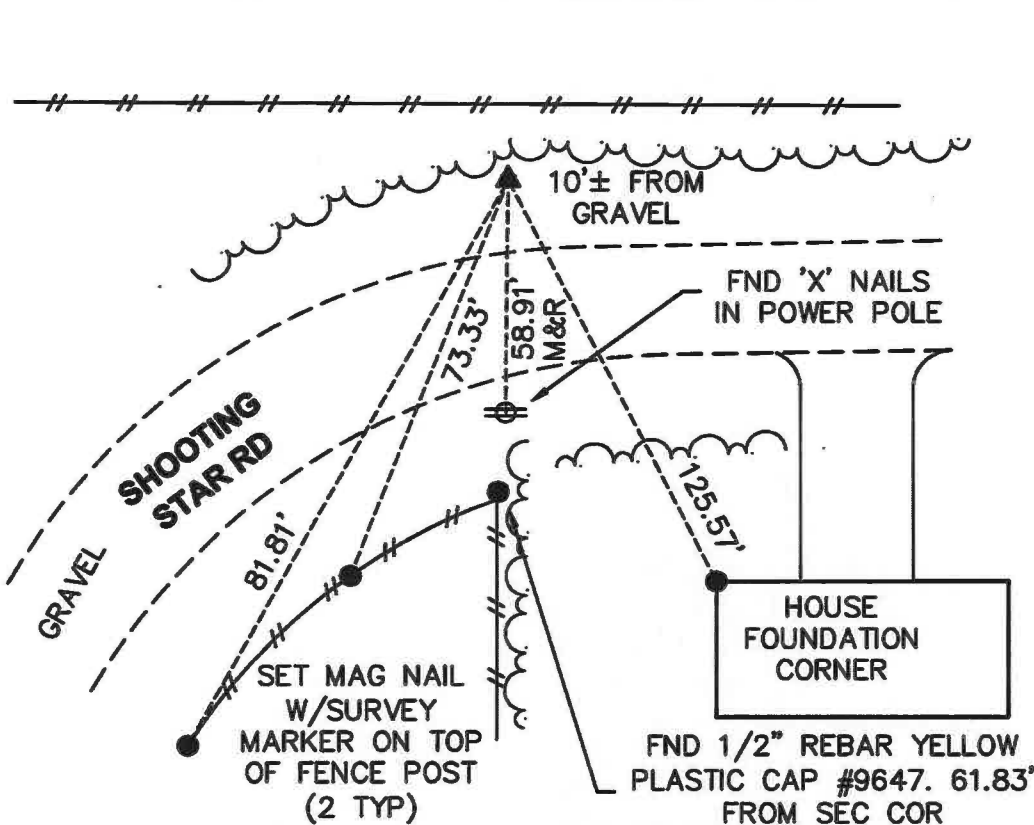 10'± FROM
GRAVEL
FND 'X' NAILS
IN POWER POLE
73.33'
58.91'
M&R
SHOOTING
STAR RD
125.57'
81.81'
GRAVEL
HOUSE
FOUNDATION
CORNER
SET MAG NAIL
W/SURVEY
MARKER ON TOP
OF FENCE POST
(2 TYP)
FND 1/2" REBAR YELLOW
PLASTIC CAP #9647. 61.83'
FROM SEC COR